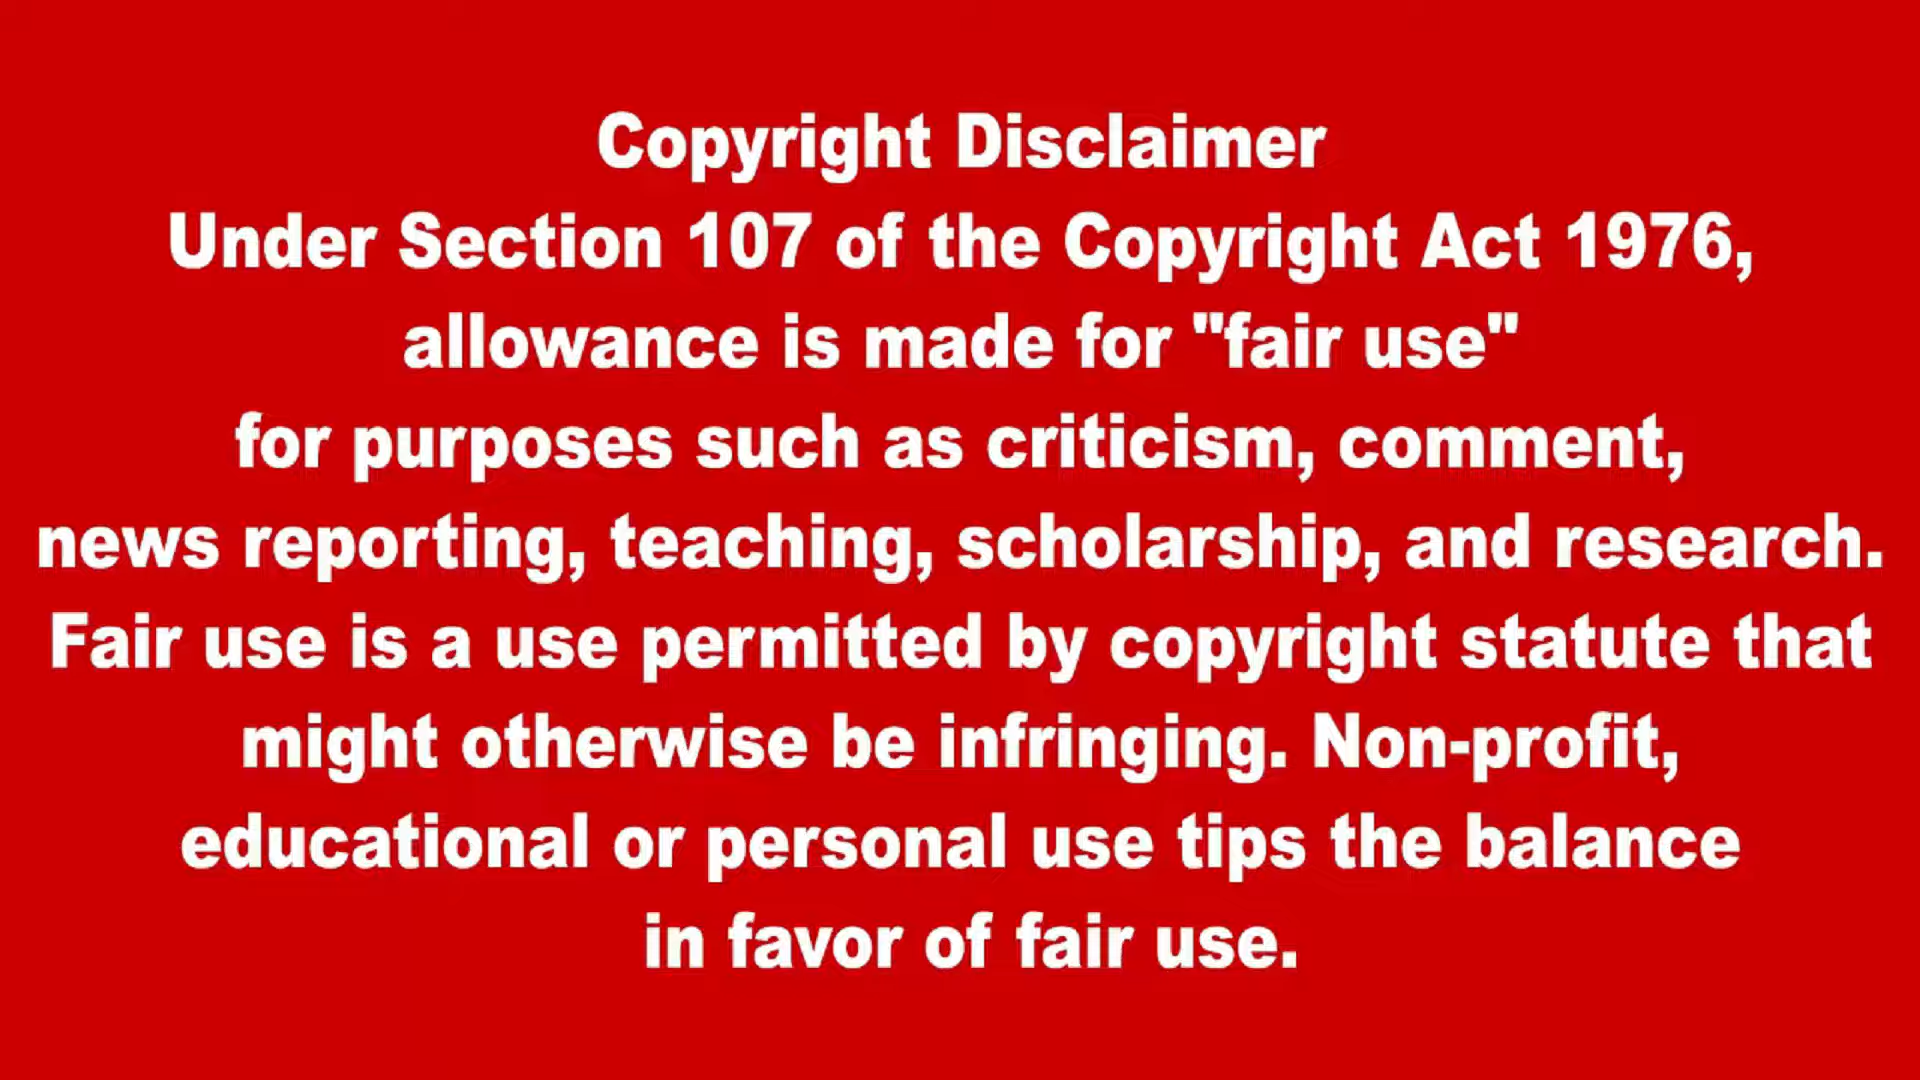 Copyright Disclaimer
Under Section 107 of the Copyright Act 1976,
allowance is made for "fair use"
for purposes such as criticism, comment,
news reporting, teaching, scholarship, and research.
Fair use is a use permitted by copyright statute that
might otherwise be infringing. Non-profit,
educational or personal use tips the balance
in favor of fair use.